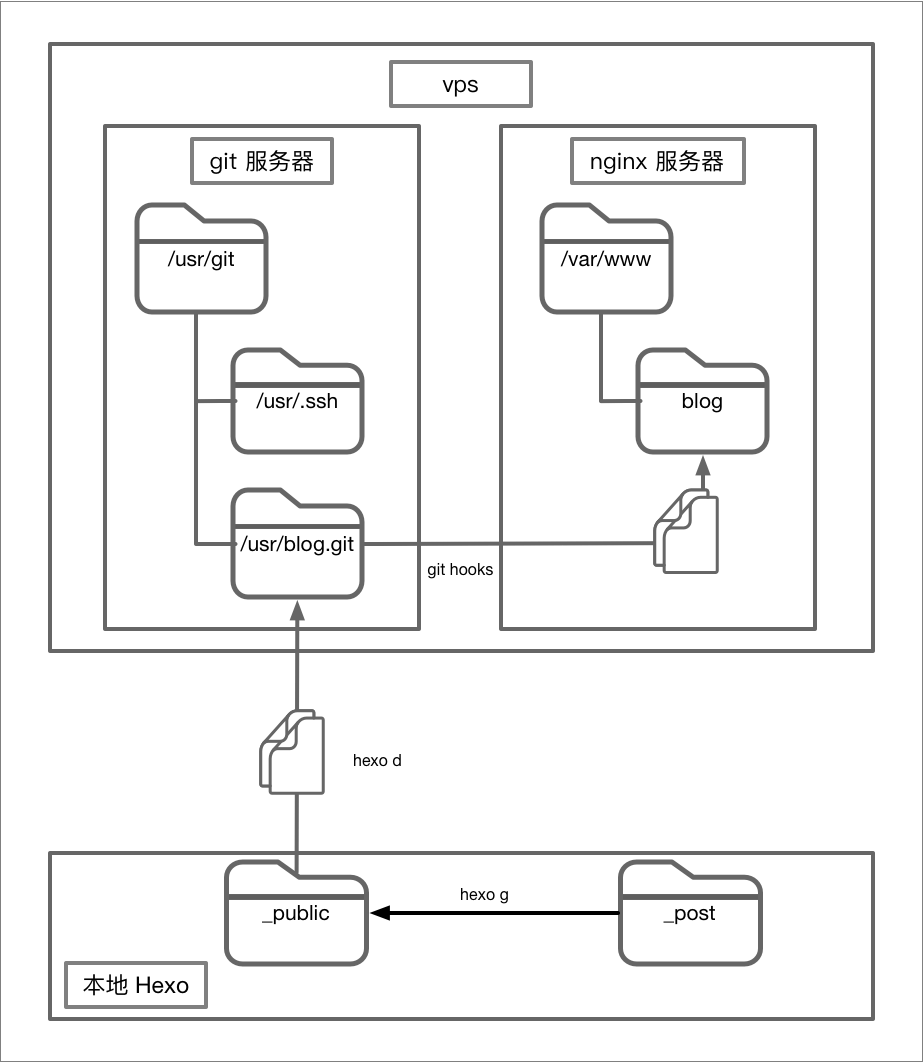 vps
git 服务器
nginx 服务器
/usr/git
/var/www
/usr/.ssh
blog
/usr/blog.git
git hooks
hexo d
hexo g
_public
_post
本地 Hexo